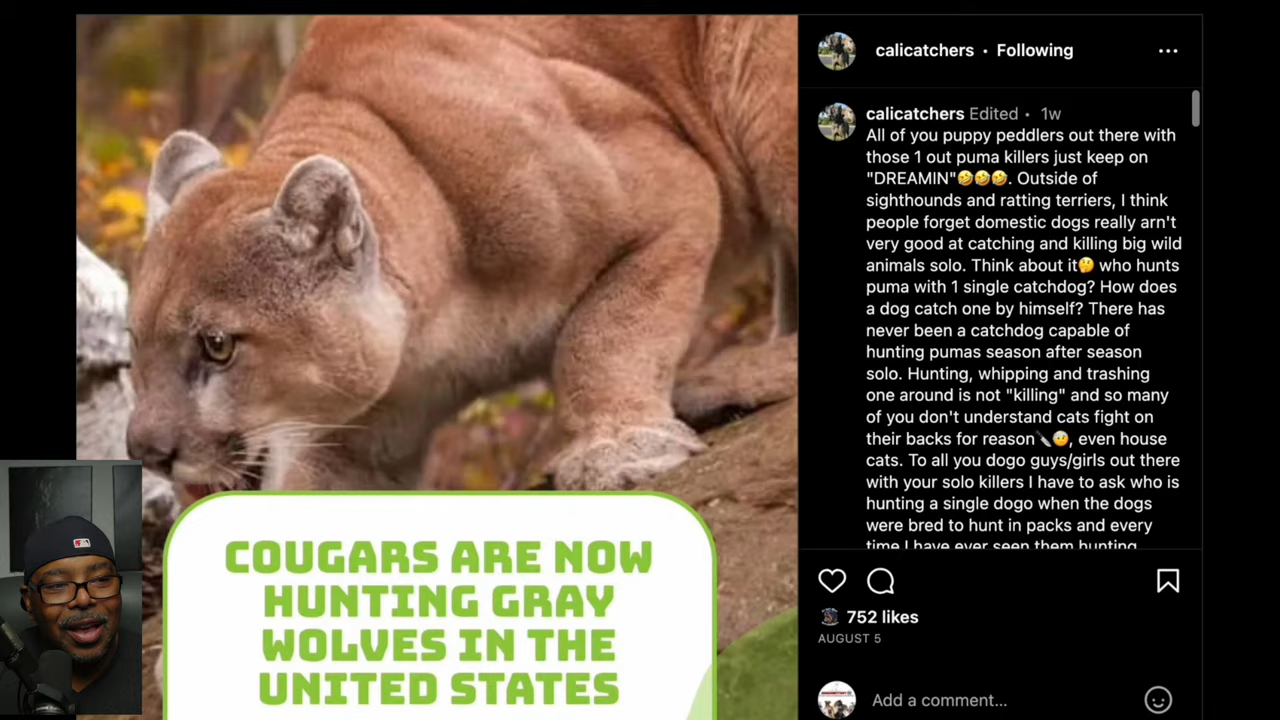 COUGARS ARE NOW
HUNTING GRAY
WOLVES IN THE
UNITED STATES
calicatchers • Following
calicatchers Edited • 1w
All of you puppy peddlers out there with
those 1 out puma killers just keep on
"DREAMIN"🤣🤣🤣. Outside of
sighthounds and ratting terriers, I think
people forget domestic dogs really arn't
very good at catching and killing big wild
animals solo. Think about it🤔 who hunts
puma with 1 single catchdog? How does
a dog catch one by himself? There has
never been a catchdog capable of
hunting pumas season after season
solo. Hunting, whipping and trashing
one around is not "killing" and so many
of you don't understand cats fight on
their backs for reason🔪🤕, even house
cats. To all you dogo guys/girls out there
with your solo killers I have to ask who is
hunting a single dogo when the dogs
were bred to hunt in packs and every
time I have ever seen them hunting
752 likes
AUGUST 5
Add a comment...